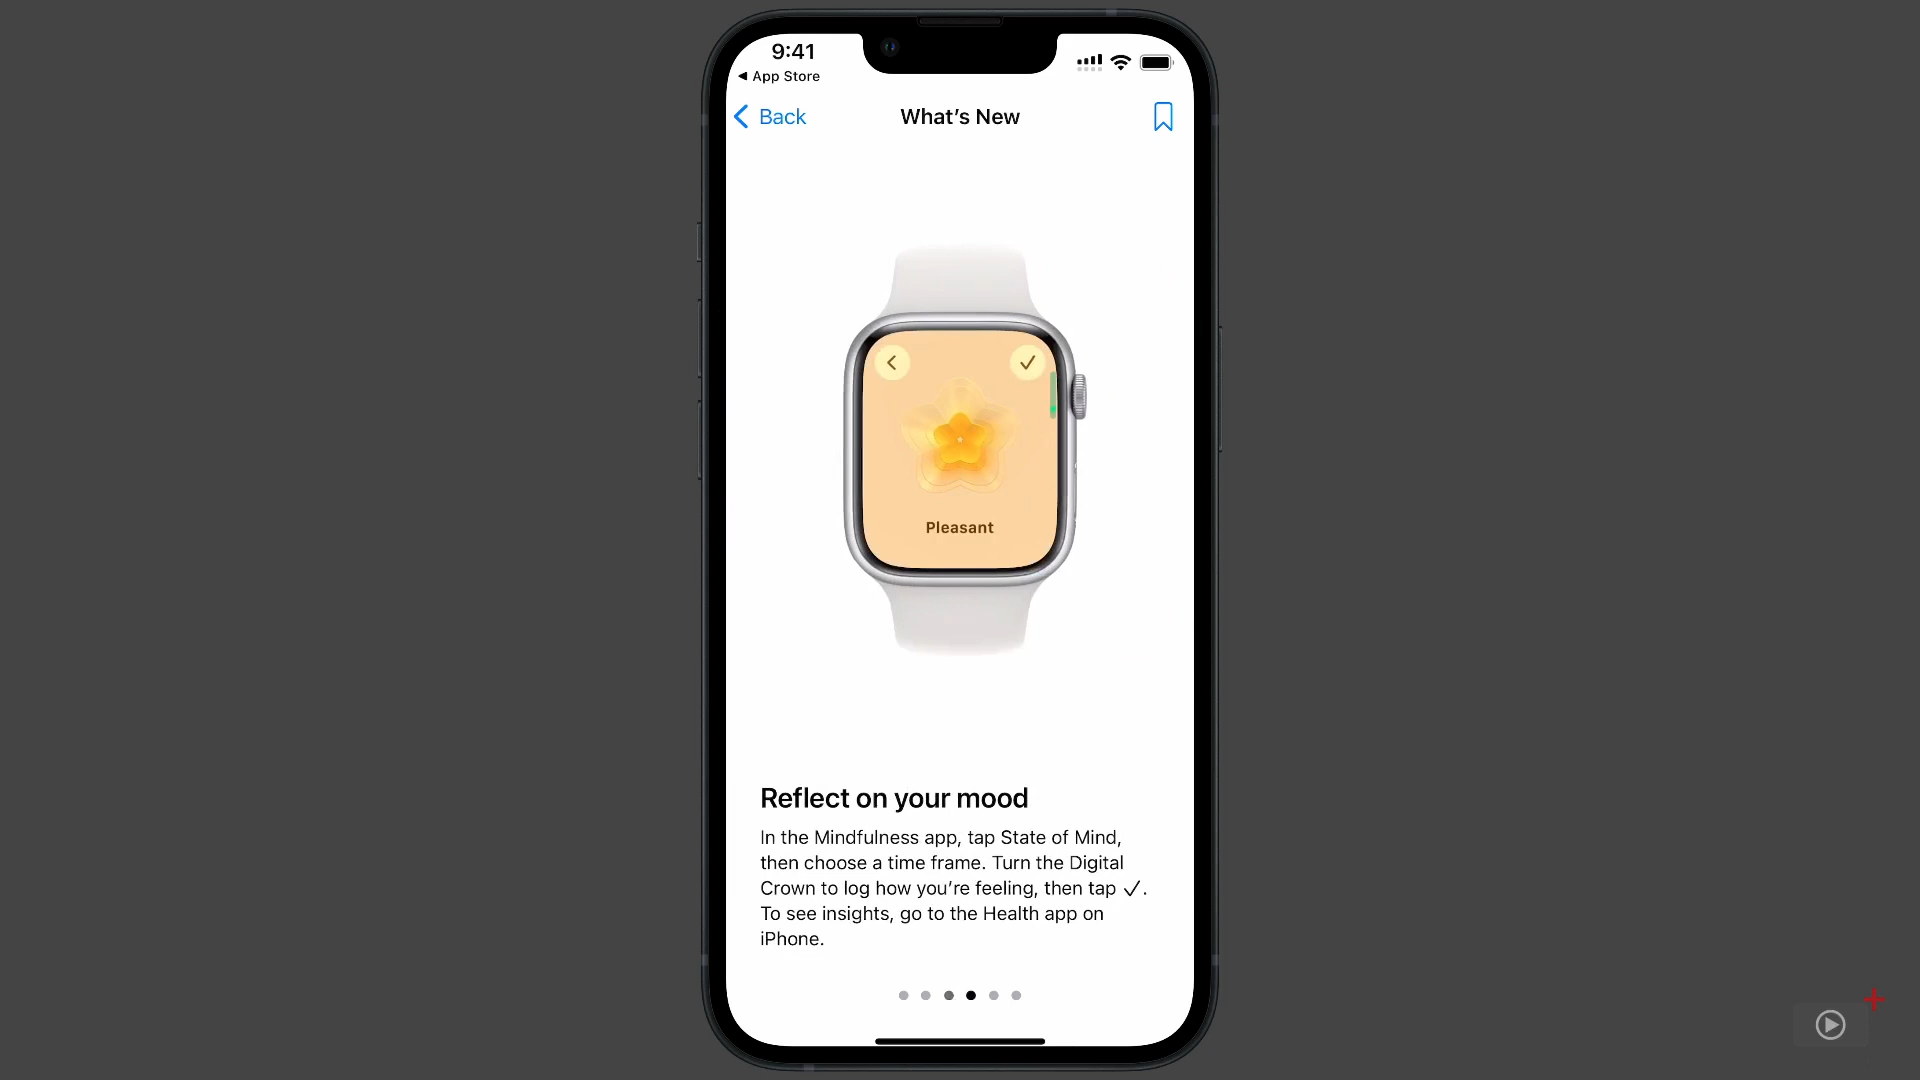 9:41
◀ App Store
Back
What’s New
Pleasant
Reflect on your mood
In the Mindfulness app, tap State of Mind,
then choose a time frame. Turn the Digital
Crown to log how you’re feeling, then tap ✓.
To see insights, go to the Health app on
iPhone.